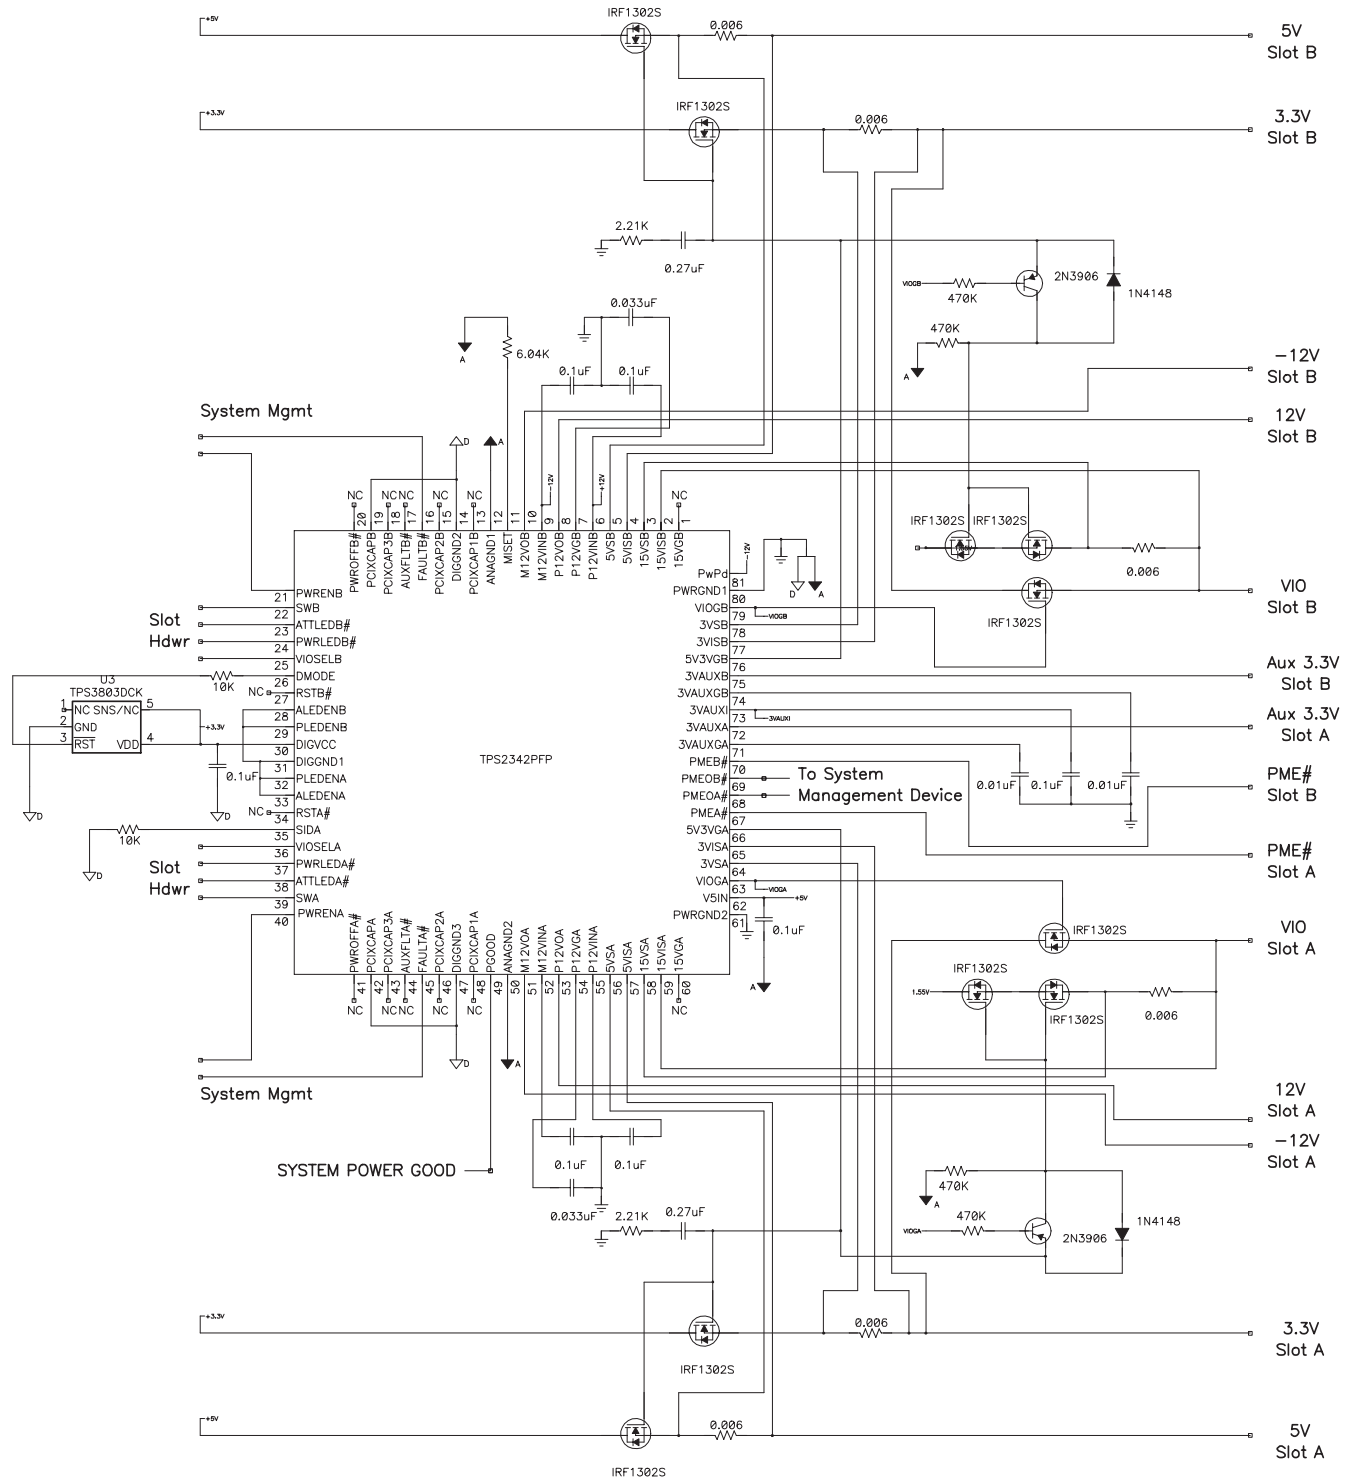 IRF1302S
+5V
0.006
5V
Slot B
IRF1302S
+3.3V
0.006
3.3V
Slot B
2.21K
0.27uF
VIOGB
470K
2N3906
1N4148
470K
A
0.033uF
A
6.04K
0.1uF
0.1uF
-12V
Slot B
12V
Slot B
System Mgmt
D
A
-12V
+12V
NC
NC
NC
NC
NC
NC
20
19
18
17
16
15
14
13
12
11
10
9
8
7
6
5
4
3
2
1
PWROFFB#
PCIXCAPB
PCIXCAP3B
AUXFLTB#
FAULTB#
PCIXCAP2B
DIGGND2
PCIXCAP1B
ANAGND1
MISET
M12VOB
M12VINB
P12VOB
P12VGB
P12VINB
5VSB
5VISB
15VSB
15VISB
15VGB
IRF1302S
IRF1302S
0.006
IRF1302S
VIO
Slot B
-12V
D
A
PwPd
81
PWRGND1
80
VIOGB
79
VIOGB
3VSB
78
3VISB
77
5V3VGB
76
3VAUXB
75
3VAUXGB
74
3VAUXI
73
3VAUXI
3VAUXA
72
3VAUXGA
71
PMEB#
70
PMEOB#
69
PMEOA#
68
PMEA#
67
5V3VGA
66
3VISA
65
3VSA
64
VIOGA
63
VIOGA
V5IN
62
+5V
PWRGND2
61
0.1uF
A
Aux 3.3V
Slot B
Aux 3.3V
Slot A
To System
Management Device
0.01uF
0.1uF
0.01uF
PME#
Slot B
PME#
Slot A
21
PWRENB
22
SWB
23
ATTLEDB#
24
PWRLEDB#
25
VIOSELB
26
DMODE
27
RSTB#
28
ALEDENB
29
PLEDENB
30
DIGVCC
31
DIGGND1
32
PLEDENA
33
ALEDENA
34
RSTA#
35
SIDA
36
VIOSELA
37
PWRLEDA#
38
ATTLEDA#
39
SWA
40
PWRENA
Slot
Hdwr
10K
NC
U3
TPS3803DCK
1
NC
SNS/NC
5
2
GND
3
RST
VDD
4
+3.3V
0.1uF
D
D
NC
10K
D
Slot
Hdwr
TPS2342PFP
PWROFFA#
PCIXCAPA
PCIXCAP3A
AUXFLTA#
FAULTA#
PCIXCAP2A
DIGGND3
PCIXCAP1A
PGOOD
ANAGND2
M12VOA
M12VINA
P12VOA
P12VGA
P12VINA
5VSA
5VISA
15VSA
15VISA
15VGA
41
42
43
44
45
46
47
48
49
50
51
52
53
54
55
56
57
58
59
60
NC
NC
NC
NC
NC
NC
D
A
System Mgmt
IRF1302S
VIO
Slot A
IRF1302S
1.55V
IRF1302S
0.006
12V
Slot A
-12V
Slot A
SYSTEM POWER GOOD
0.1uF
0.1uF
0.033uF
2.21K
0.27uF
470K
A
VIOGA
470K
2N3906
1N4148
+3.3V
0.006
3.3V
Slot A
IRF1302S
+5V
0.006
5V
Slot A
IRF1302S